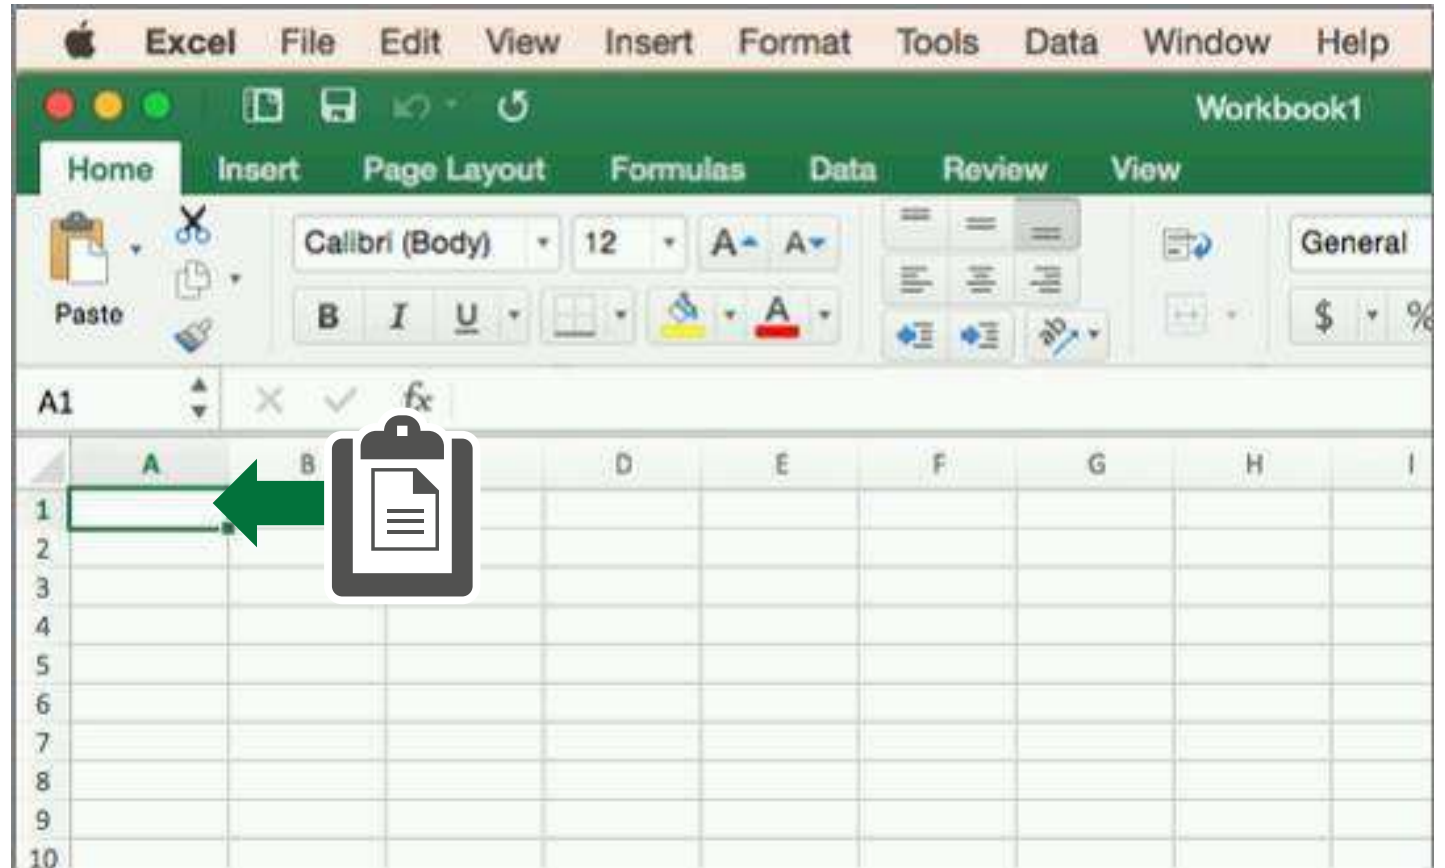 Excel File Edit View Insert Format Tools Data Window Help
Workbook1
Home Insert Page Layout Formulas Data Review View
Calibri (Body) 12 A A General
Paste B I U A ab $ %
A1 fx
A B D E F G H I
1
2
3
4
5
6
7
8
9
10